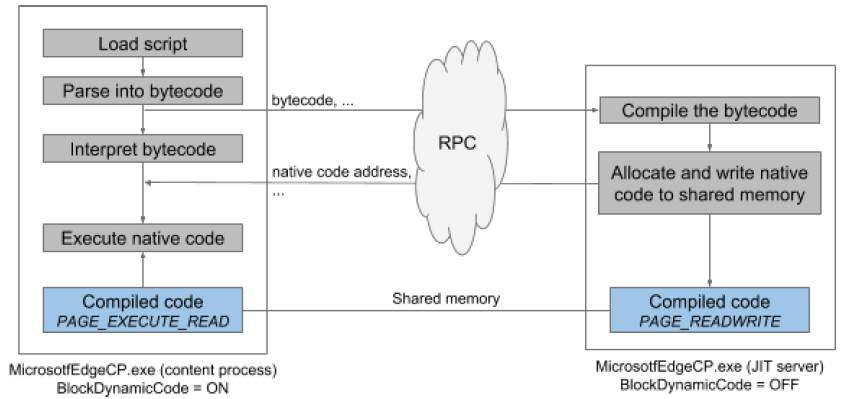 Load script
Parse into bytecode
bytecode, ...
Interpret bytecode
native code address,
...
Execute native code
Compiled code
PAGE_EXECUTE_READ
RPC
Shared memory
Compile the bytecode
Allocate and write native
code to shared memory
Compiled code
PAGE_READWRITE
MicrosotfEdgeCP.exe (content process)
BlockDynamicCode = ON
MicrosotfEdgeCP.exe (JIT server)
BlockDynamicCode = OFF